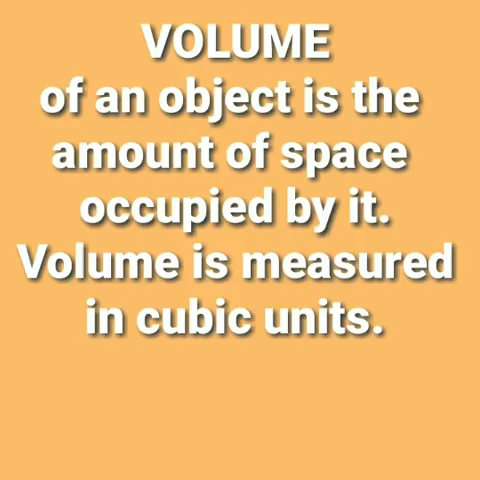 VOLUME
of an object is the
amount of space
occupied by it.
Volume is measured
in cubic units.